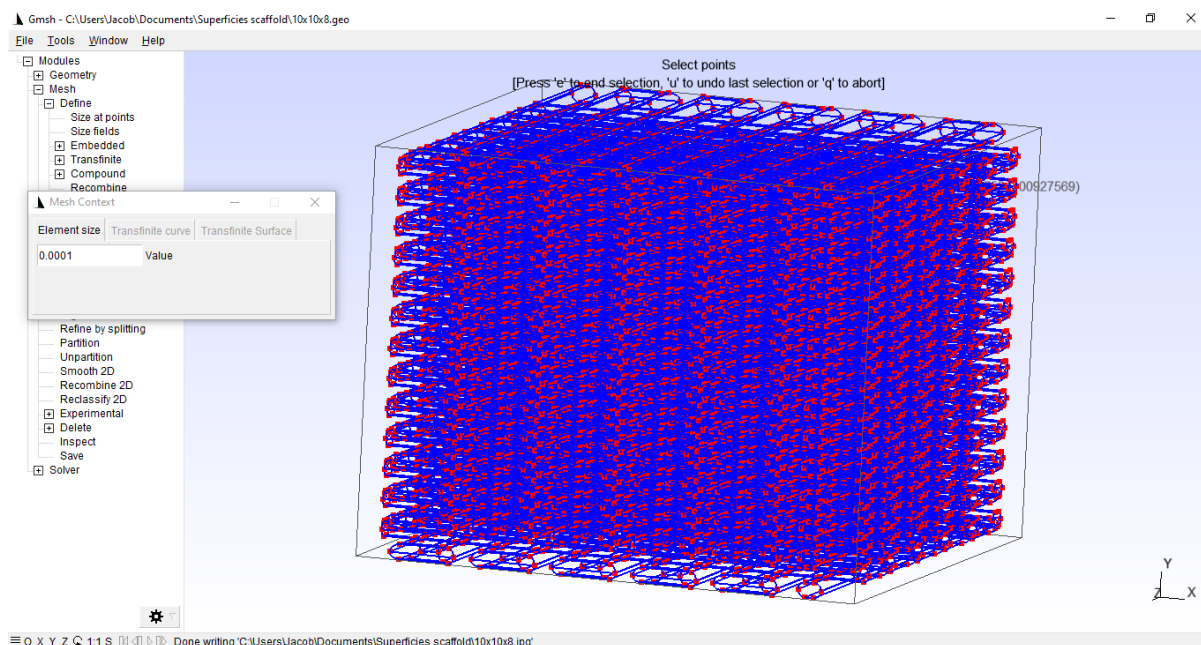 Gmsh - C:\Users\Jacob\Documents\Superficies scaffold\10x10x8.geo
File Tools Window Help
Modules
Geometry
Mesh
Define
Size at points
Size fields
Embedded
Transfinite
Compound
Recombine
Mesh Context
Element size Transfinite curve Transfinite Surface
0.0001 Value
Refine by splitting
Partition
Unpartition
Smooth 2D
Recombine 2D
Reclassify 2D
Experimental
Delete
Inspect
Save
Solver
Select points
[Press 'e' to end selection, 'u' to undo last selection or 'q' to abort]
00927569)
Y
Z X
O X Y Z 1:1 S Done writing 'C:\Users\Jacob\Documents\Superficies scaffold\10x10x8.jpg'